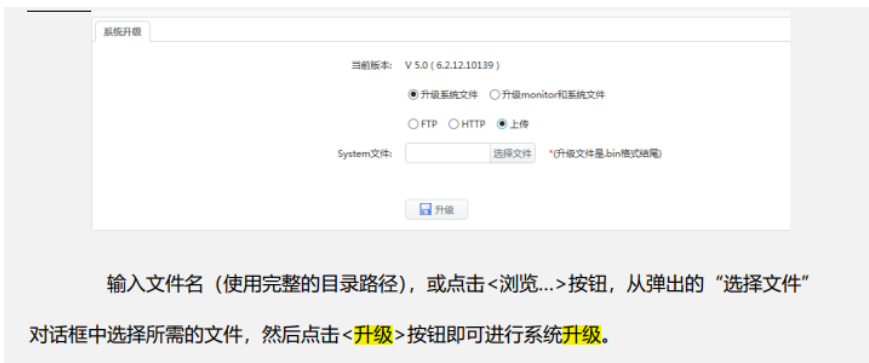 系统升级
当前版本: V 5.0 ( 6.2.12.10139 )
升级系统文件 升级monitor和系统文件
FTP HTTP 上传
System文件: 选择文件 *(升级文件是.bin格式结尾)
升级
输入文件名（使用完整的目录路径），或点击<浏览...>按钮，从弹出的“选择文件”
对话框中选择所需的文件，然后点击<升级>按钮即可进行系统升级。